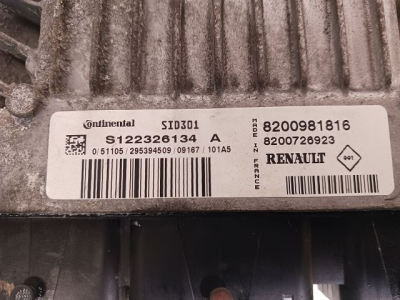 Continental SID301
S122326134 A
0/51105/295394509/09167/101A5
MADE IN FRANCE
8200981816
8200726923
RENAULT